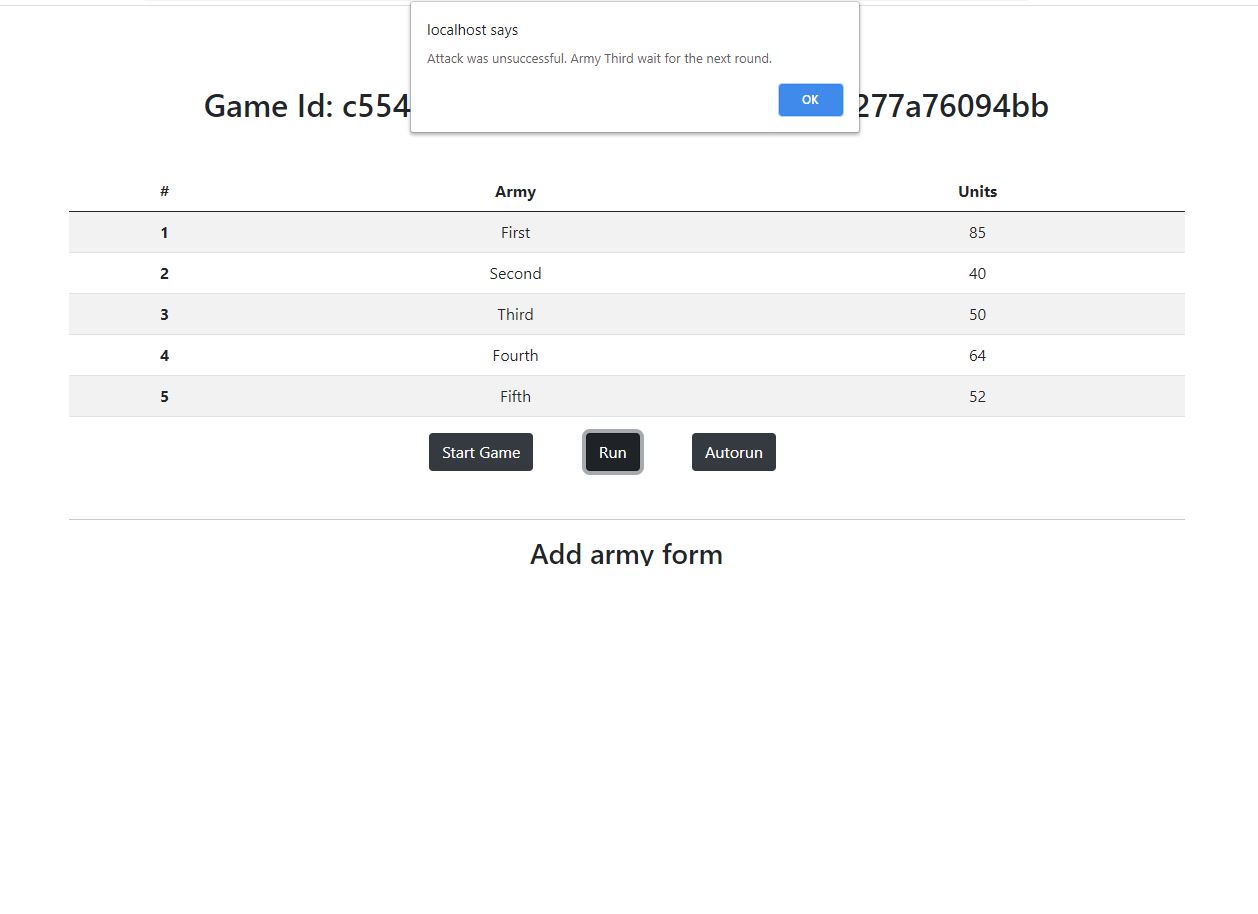 localhost says
Attack was unsuccessful. Army Third wait for the next round.
OK
Game Id: c554 277a76094bb
# Army Units
1 First 85
2 Second 40
3 Third 50
4 Fourth 64
5 Fifth 52
Start Game Run Autorun
Add army form